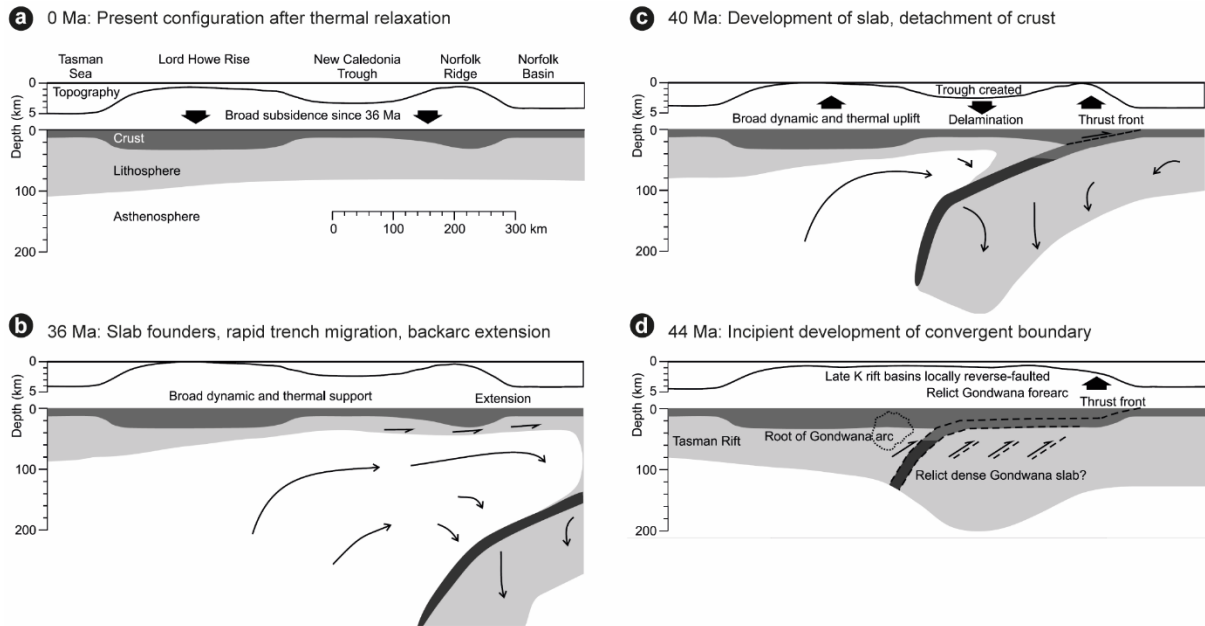 a 0 Ma: Present configuration after thermal relaxation
Tasman Sea
Lord Howe Rise
New Caledonia Trough
Norfolk Ridge
Norfolk Basin
0
5
Depth (km)
Topography
Broad subsidence since 36 Ma
0
100
200
Crust
Lithosphere
Asthenosphere
0 100 200 300 km
b 36 Ma: Slab founders, rapid trench migration, backarc extension
0
5
Depth (km)
Broad dynamic and thermal support
Extension
0
100
200
c 40 Ma: Development of slab, detachment of crust
0
5
Depth (km)
Trough created
Broad dynamic and thermal uplift
Delamination
Thrust front
0
100
200
d 44 Ma: Incipient development of convergent boundary
0
5
Depth (km)
Late K rift basins locally reverse-faulted
Relict Gondwana forearc
Thrust front
0
100
200
Tasman Rift
Root of Gondwana arc
Relict dense Gondwana slab?